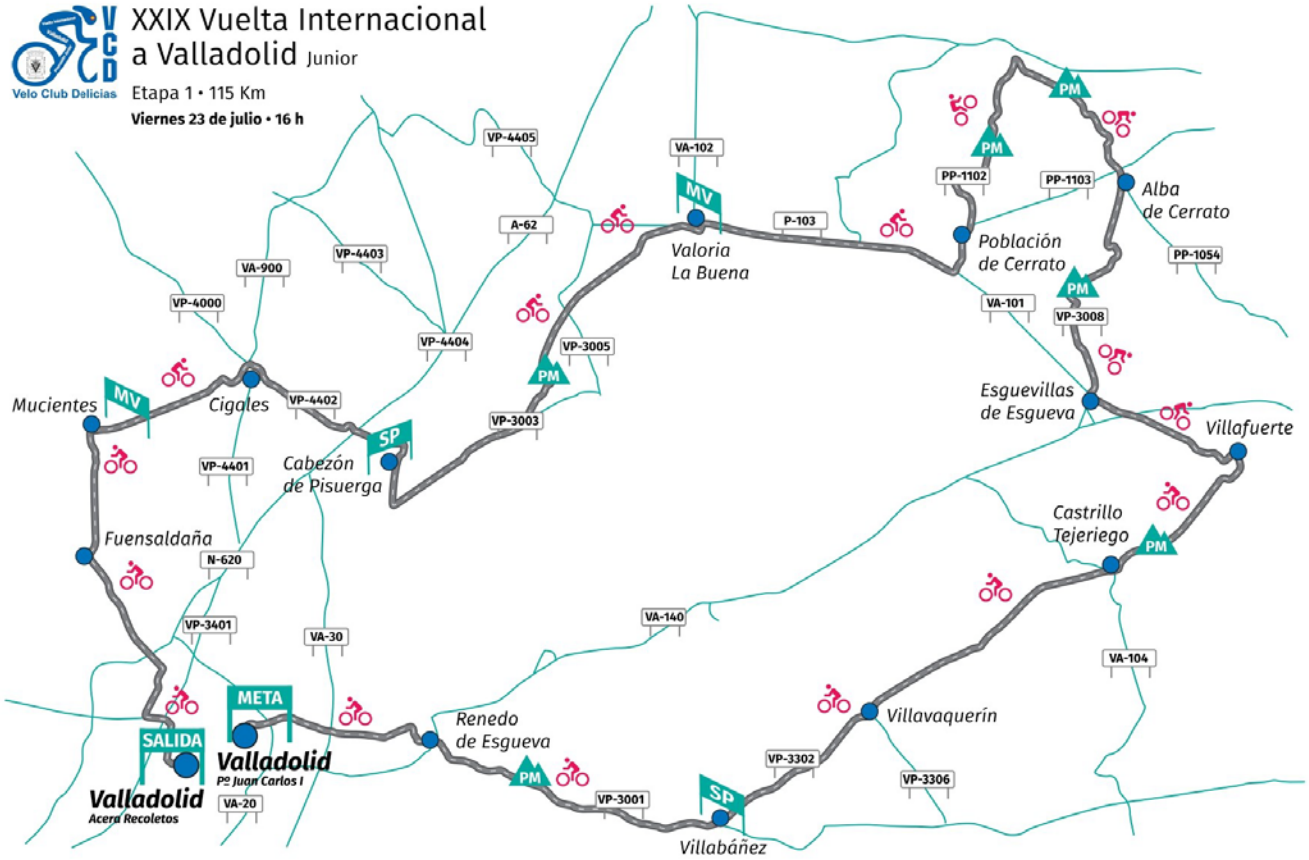 VCD
Velo Club Delicias
XXIX Vuelta Internacional
a Valladolid Junior
Etapa 1 • 115 Km
Viernes 23 de julio • 16 h
VP-4405
VA-102
PM
PM
PP-1102
PP-1103
Alba
de Cerrato
MV
A-62
P-103
Valoria
La Buena
Población
de Cerrato
PP-1054
VP-4403
VA-900
VP-4000
VP-4404
VP-3005
VA-101
PM
VP-3008
PM
Mucientes
MV
Cigales
VP-4402
VP-3003
SP
Cabezón
de Pisuerga
VP-4401
Esguevillas
de Esgueva
Villafuerte
Castrillo
Tejeriego
PM
Fuensaldaña
N-620
VP-3401
VA-30
VA-140
VA-104
META
SALIDA
Valladolid
Pº Juan Carlos I
Valladolid
Acera Recoletos
VA-20
Renedo
de Esgueva
PM
VP-3001
SP
Villabáñez
VP-3302
Villavaquerín
VP-3306